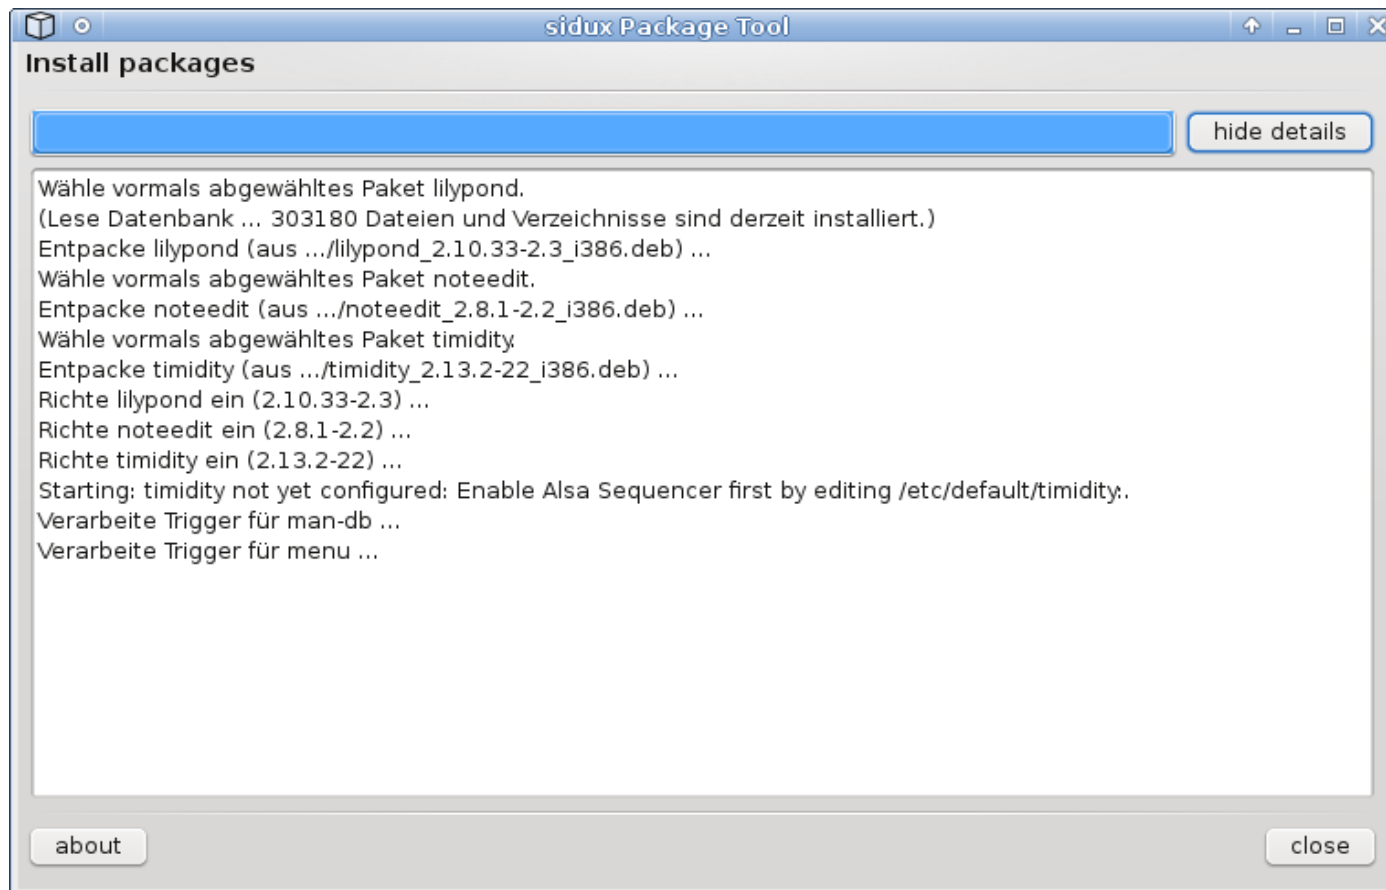 sidux Package Tool
Install packages
hide details
Wähle vormals abgewähltes Paket lilypond.
(Lese Datenbank ... 303180 Dateien und Verzeichnisse sind derzeit installiert.)
Entpacke lilypond (aus .../lilypond_2.10.33-2.3_i386.deb) ...
Wähle vormals abgewähltes Paket noteedit.
Entpacke noteedit (aus .../noteedit_2.8.1-2.2_i386.deb) ...
Wähle vormals abgewähltes Paket timidity.
Entpacke timidity (aus .../timidity_2.13.2-22_i386.deb) ...
Richte lilypond ein (2.10.33-2.3) ...
Richte noteedit ein (2.8.1-2.2) ...
Richte timidity ein (2.13.2-22) ...
Starting: timidity not yet configured: Enable Alsa Sequencer first by editing /etc/default/timidity:.
Verarbeite Trigger für man-db ...
Verarbeite Trigger für menu ...
about
close